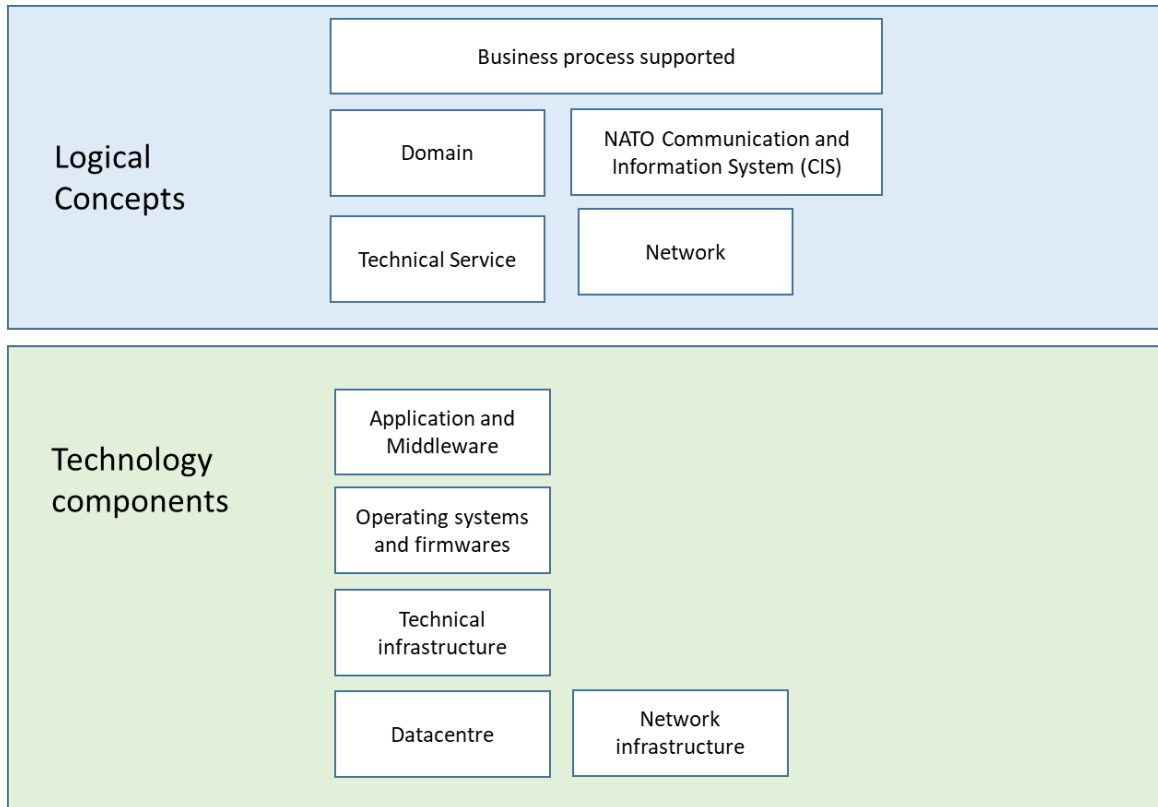 Business process supported
Logical
Concepts
Domain
NATO Communication and
Information System (CIS)
Technical Service
Network
Technology
components
Application and
Middleware
Operating systems
and firmwares
Technical
infrastructure
Datacentre
Network
infrastructure